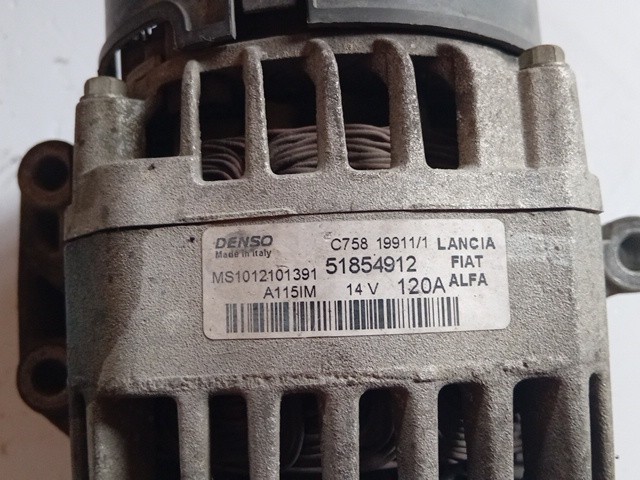 DENSO C758 19911/1 LANCIA
Made in Italy
MS1012101391 51854912 FIAT
A115IM 14 V 120A ALFA